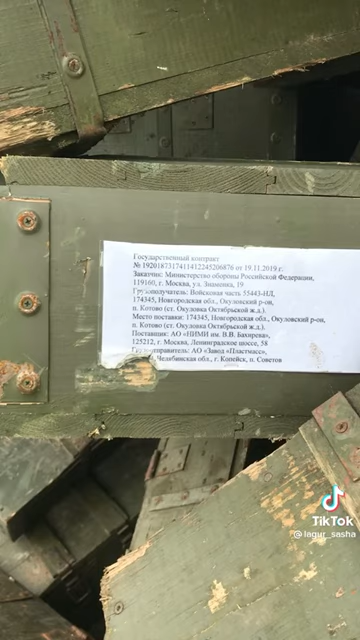 Государственный контракт
№ 1920187317411412245206876 от 19.11.2019 г.
Заказчик: Министерство обороны Российской Федерации,
119160, г. Москва, ул. Знаменка, 19
Грузополучатель: Войсковая часть 55443-НЛ,
174345, Новгородская обл., Окуловский р-он,
п. Котово (ст. Окуловка Октябрьской ж.д.).
Место поставки: 174345, Новгородская обл., Окуловский р-он,
п. Котово (ст. Окуловка Октябрьской ж.д.).
Поставщик: АО «НИМИ им. В.В. Бахирева»,
125212, г. Москва, Ленинградское шоссе, 58
АО «Завод «Пластмасс»,
Челябинская обл., г. Копейск, п. Советов
TikTok
@lagur_sasha